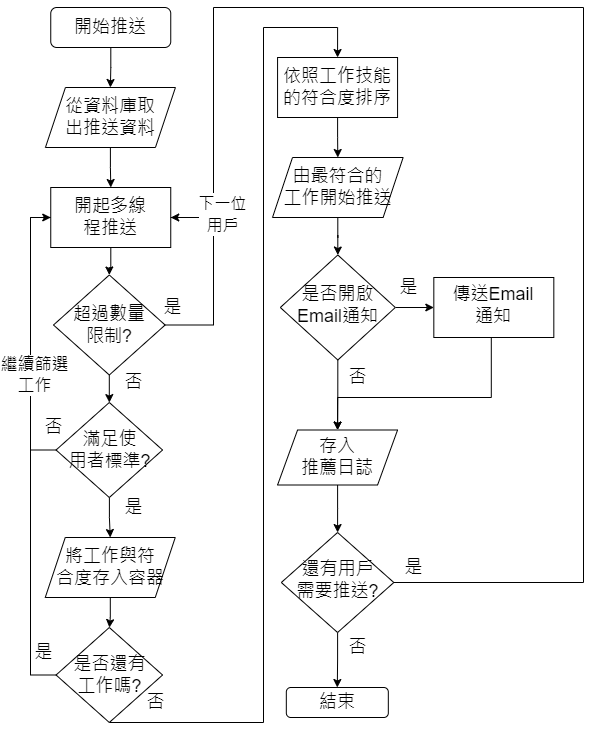 開始推送
從資料庫取
出推送資料
開起多線
程推送
下一位
用戶
超過數量
限制?
是
否
繼續篩選
工作
滿足使
用者標準?
否
是
將工作與符
合度存入容器
是否還有
工作嗎?
是
否
依照工作技能
的符合度排序
由最符合的
工作開始推送
是否開啟
Email通知
是
傳送Email
通知
否
存入
推薦日誌
還有用戶
需要推送?
是
否
結束